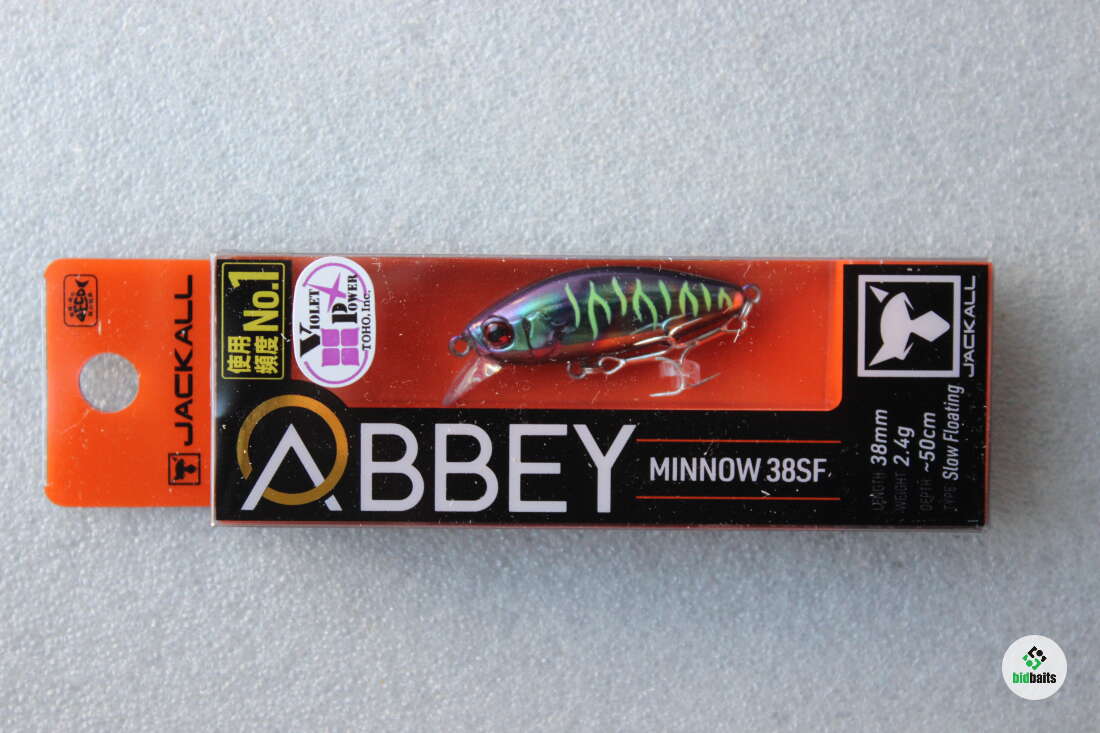 JACKALL
使用
頻度 No.1
VIOLET
POWER
TOHO, Inc.
ABBEY
MINNOW 38SF
JACKALL
LENGTH 38mm
WEIGHT 2.4g
DEPTH ~50cm
TYPE Slow Floating
bidbaits